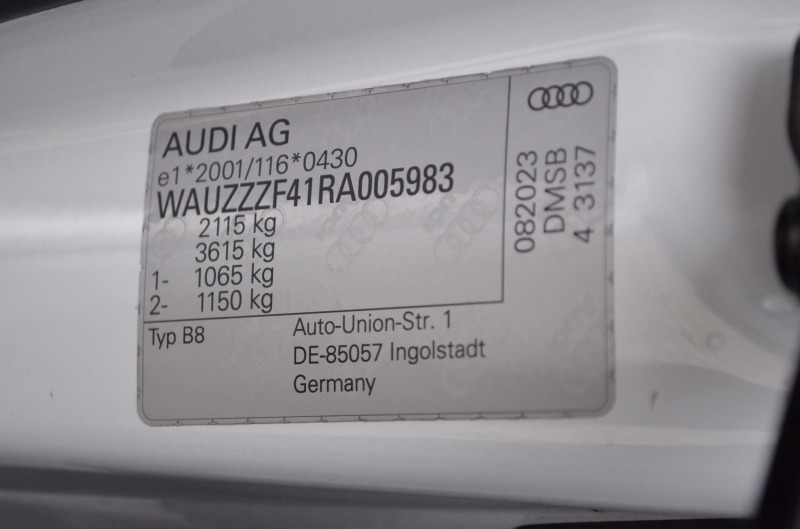 AUDI AG
e1*2001/116*0430
WAUZZZF41RA005983
2115 kg
3615 kg
1- 1065 kg
2- 1150 kg
Typ B8
Auto-Union-Str. 1
DE-85057 Ingolstadt
Germany
082023
DMSB
4 3137